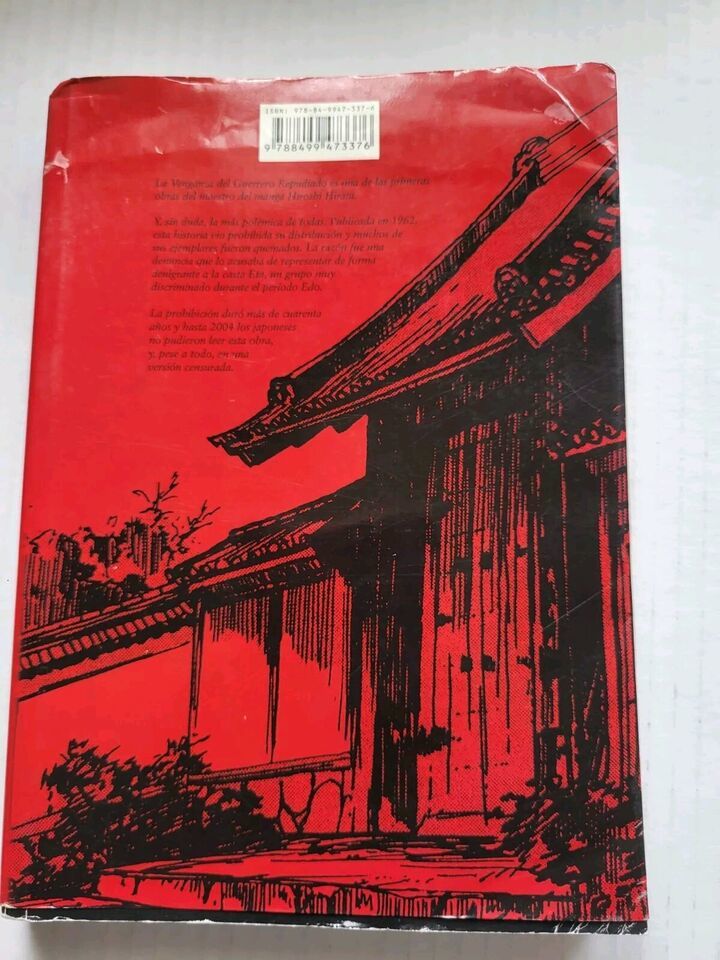 ISBN: 978-84-9947-337-6
9 788499 473376
La Venganza del Guerrero Repudiado es una de las primeras
obras del maestro del manga Hiroshi Hirata.
Y, sin duda, la más polémica de todas. Publicada en 1962,
esta historia vio prohibida su distribución y muchos de
sus ejemplares fueron quemados. La razón fue una
denuncia que lo acusaba de representar de forma
denigrante a la casta Eta, un grupo muy
discriminado durante el período Edo.
La prohibición duró más de cuarenta
años y hasta 2004 los japoneses
no pudieron leer esta obra,
y, pese a todo, en una
versión censurada.